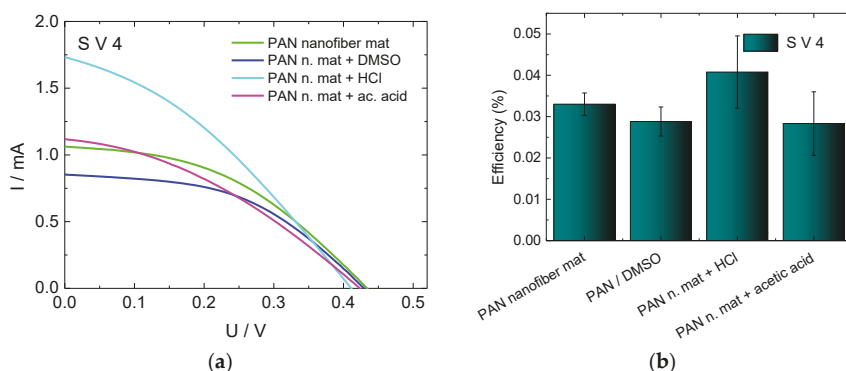 S V 4
PAN nanofiber mat
PAN n. mat + DMSO
PAN n. mat + HCl
PAN n. mat + ac. acid
2.0
1.5
1.0
0.5
0.0
I / mA
0.0 0.1 0.2 0.3 0.4 0.5
U / V
(a)
S V 4
0.05
0.04
0.03
0.02
0.01
0.00
Efficiency (%)
PAN nanofiber mat
PAN / DMSO
PAN n. mat + HCl
PAN n. mat + acetic acid
(b)